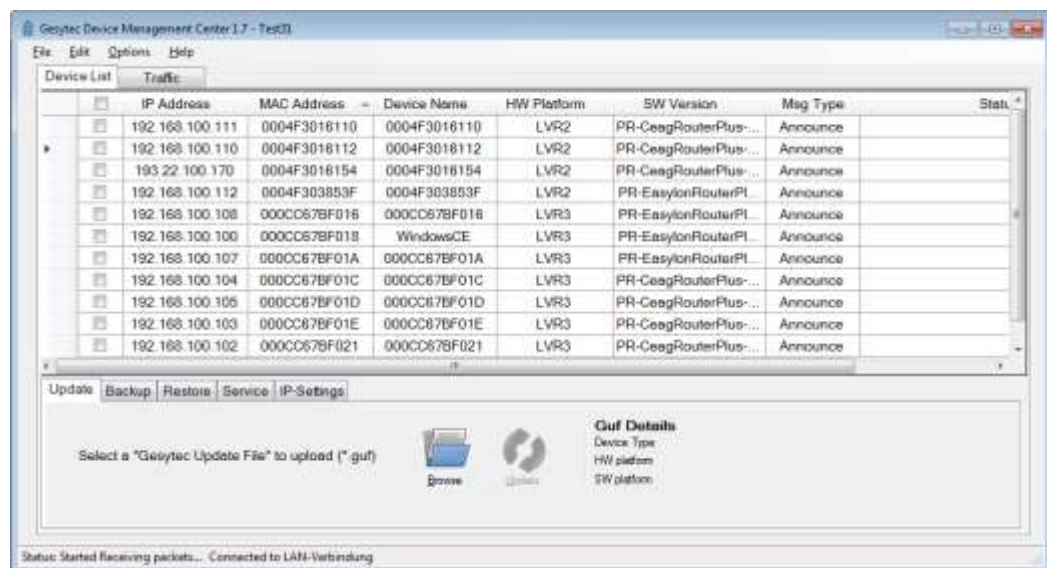 Gesytec Device Management Center 1.7 - Test31
File Edit Options Help
Device List Traffic
IP Address MAC Address Device Name HW Platform SW Version Msg Type Statu
192.168.100.111 0004F3016110 0004F3016110 LVR2 PR-CeagRouterPlus-... Announce
192.168.100.110 0004F3016112 0004F3016112 LVR2 PR-CeagRouterPlus-... Announce
193.22.100.170 0004F3016154 0004F3016154 LVR2 PR-CeagRouterPlus-... Announce
192.168.100.112 0004F303853F 0004F303853F LVR2 PR-EasylonRouterPl... Announce
192.168.100.108 000CC67BF016 000CC67BF016 LVR3 PR-EasylonRouterPl... Announce
192.168.100.100 000CC67BF018 WindowsCE LVR3 PR-EasylonRouterPl... Announce
192.168.100.107 000CC67BF01A 000CC67BF01A LVR3 PR-EasylonRouterPl... Announce
192.168.100.104 000CC67BF01C 000CC67BF01C LVR3 PR-CeagRouterPlus-... Announce
192.168.100.105 000CC67BF01D 000CC67BF01D LVR3 PR-CeagRouterPlus-... Announce
192.168.100.103 000CC67BF01E 000CC67BF01E LVR3 PR-CeagRouterPlus-... Announce
192.168.100.102 000CC67BF021 000CC67BF021 LVR3 PR-CeagRouterPlus-... Announce
Update Backup Restore Service IP-Settings
Guf Details
Device Type
Select a "Gesytec Update File" to upload (*.guf)
HW platform
Browse Update SW platform
Status: Started Receiving packets... Connected to LAN-Verbindung